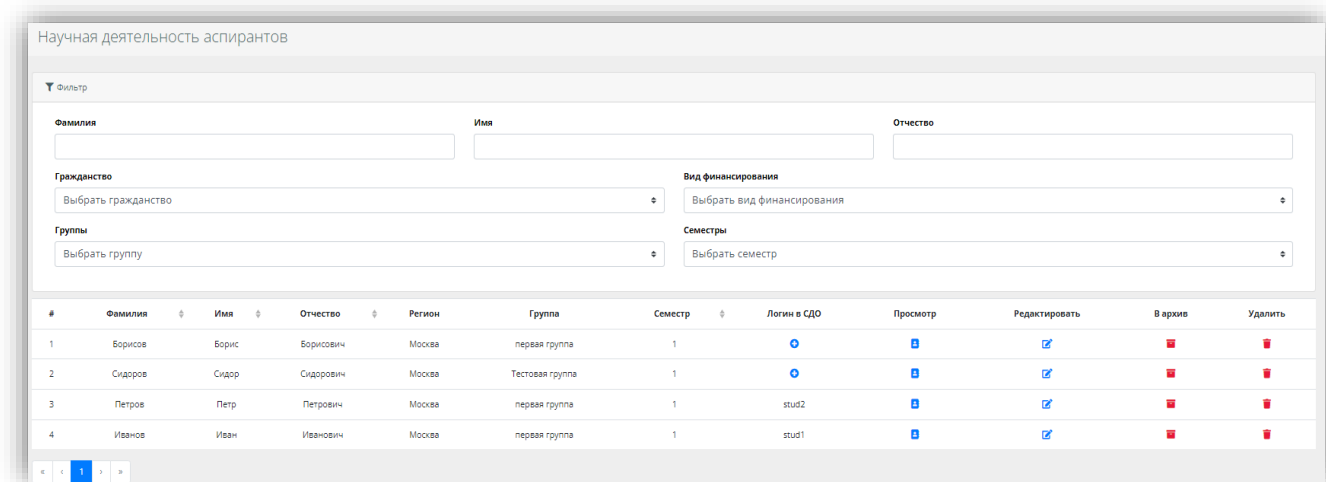 Научная деятельность аспирантов
Фильтр
Фамилия Имя Отчество
Гражданство Вид финансирования
Выбрать гражданство Выбрать вид финансирования
Группы Семестры
Выбрать группу Выбрать семестр
# Фамилия Имя Отчество Регион Группа Семестр Логин в СДО Просмотр Редактировать В архив Удалить
1 Борисов Борис Борисович Москва первая группа 1
2 Сидоров Сидор Сидорович Москва Тестовая группа 1
3 Петров Петр Петрович Москва первая группа 1 stud2
4 Иванов Иван Иванович Москва первая группа 1 stud1
« ‹ 1 › »